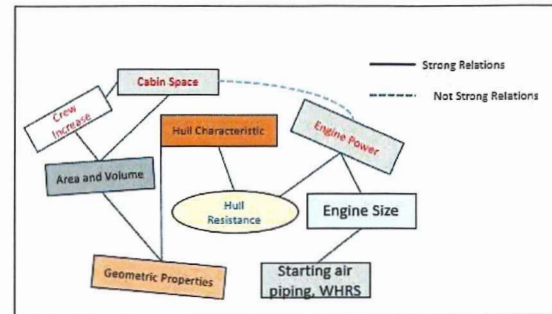 Cabin Space
Strong Relations
Not Strong Relations
Crew
Increase
Hull Characteristic
Engine Power
Area and Volume
Hull
Resistance
Engine Size
Geometric Properties
Starting air
piping, WHRS